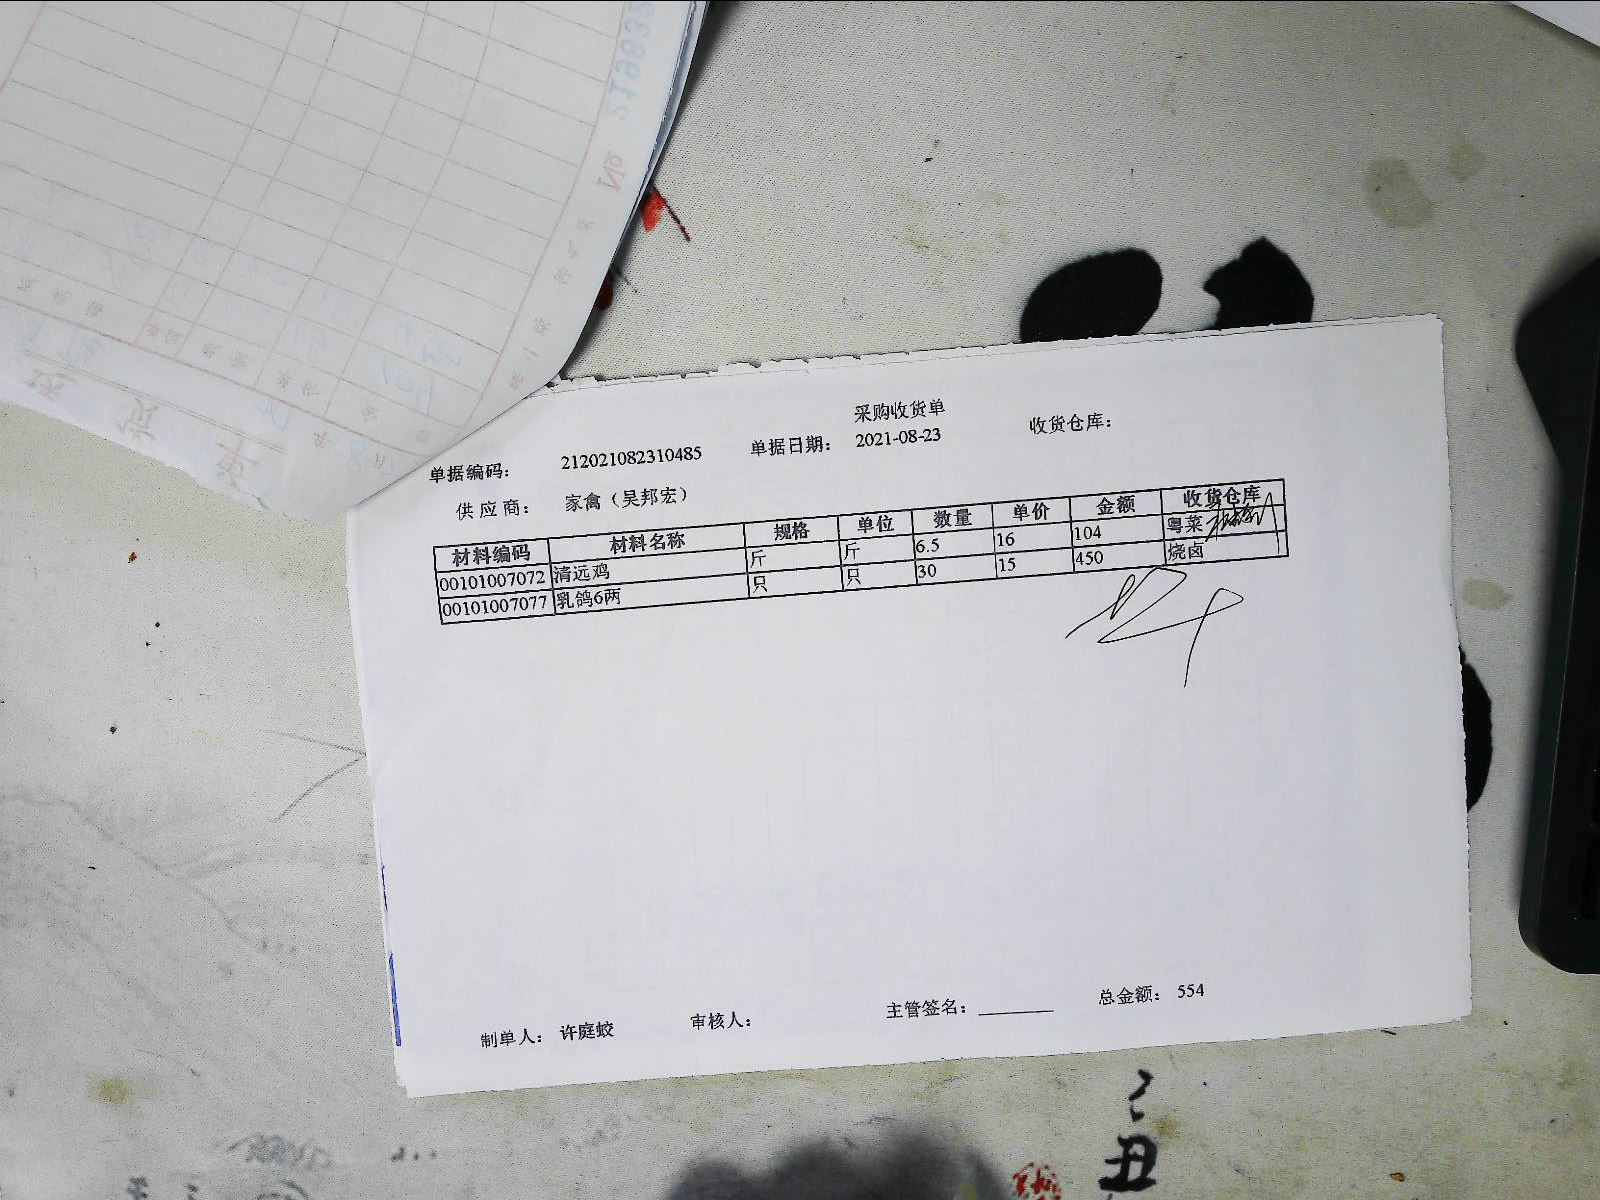 采购收货单
单据编码： 212021082310485 单据日期： 2021-08-23 收货仓库：
供应商： 家禽（吴邦宏）
材料编码 材料名称 规格 单位 数量 单价 金额 收货仓库
00101007072 清远鸡 斤 斤 6.5 16 104 粤菜
00101007077 乳鸽6两 只 只 30 15 450 烧卤
制单人： 许庭蛟 审核人： 主管签名： 总金额： 554
丑